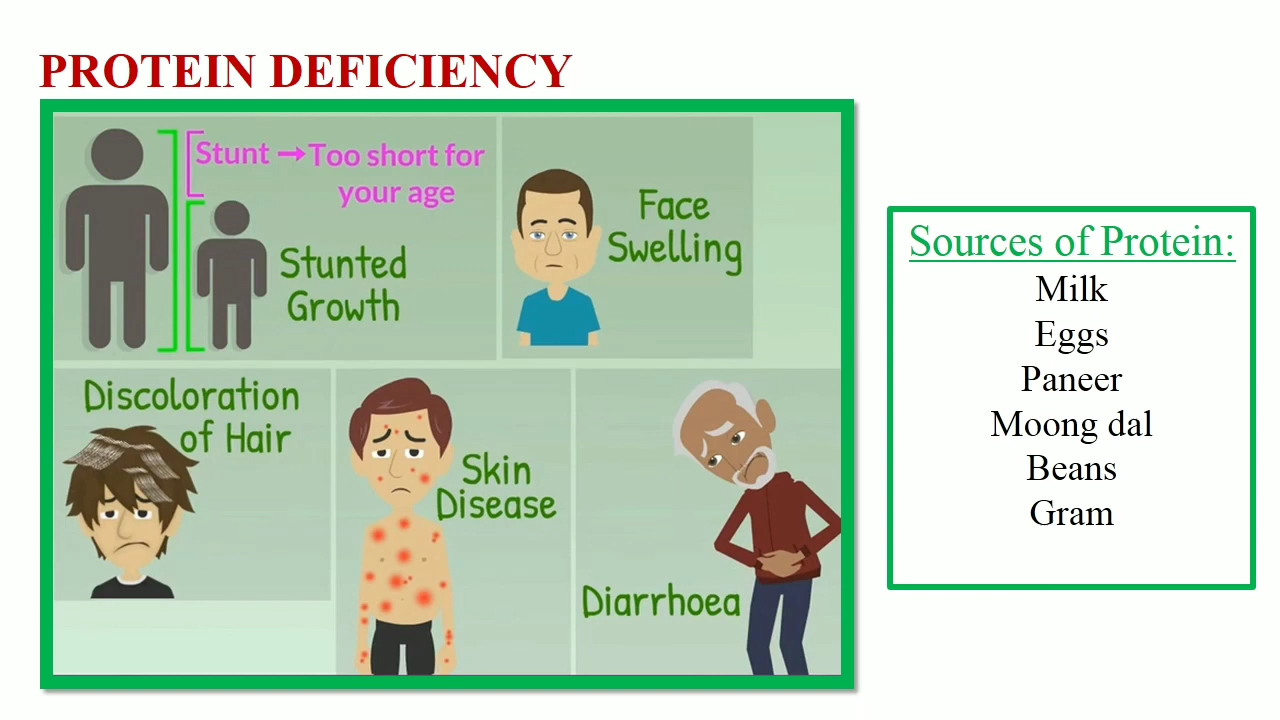 PROTEIN DEFICIENCY
Stunt → Too short for
your age
Stunted
Growth
Face
Swelling
Discoloration
of Hair
Skin
Disease
Diarrhoea
Sources of Protein:
Milk
Eggs
Paneer
Moong dal
Beans
Gram